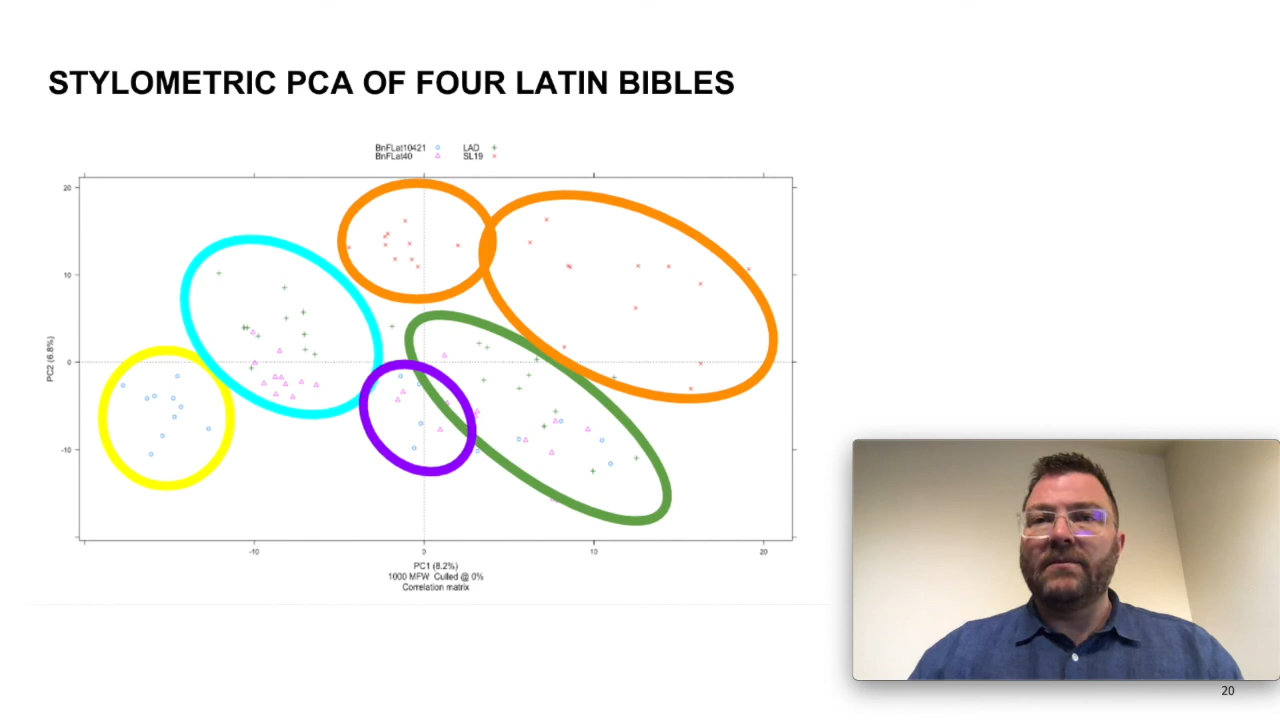 STYLOMETRIC PCA OF FOUR LATIN BIBLES
BnFLat10421 LAD
BnFLat40 SL19
20
10
0
-10
PC2 (6.8%)
-10 0 10 20
PC1 (8.2%)
1000 MFW Culled @ 0%
Correlation matrix
20